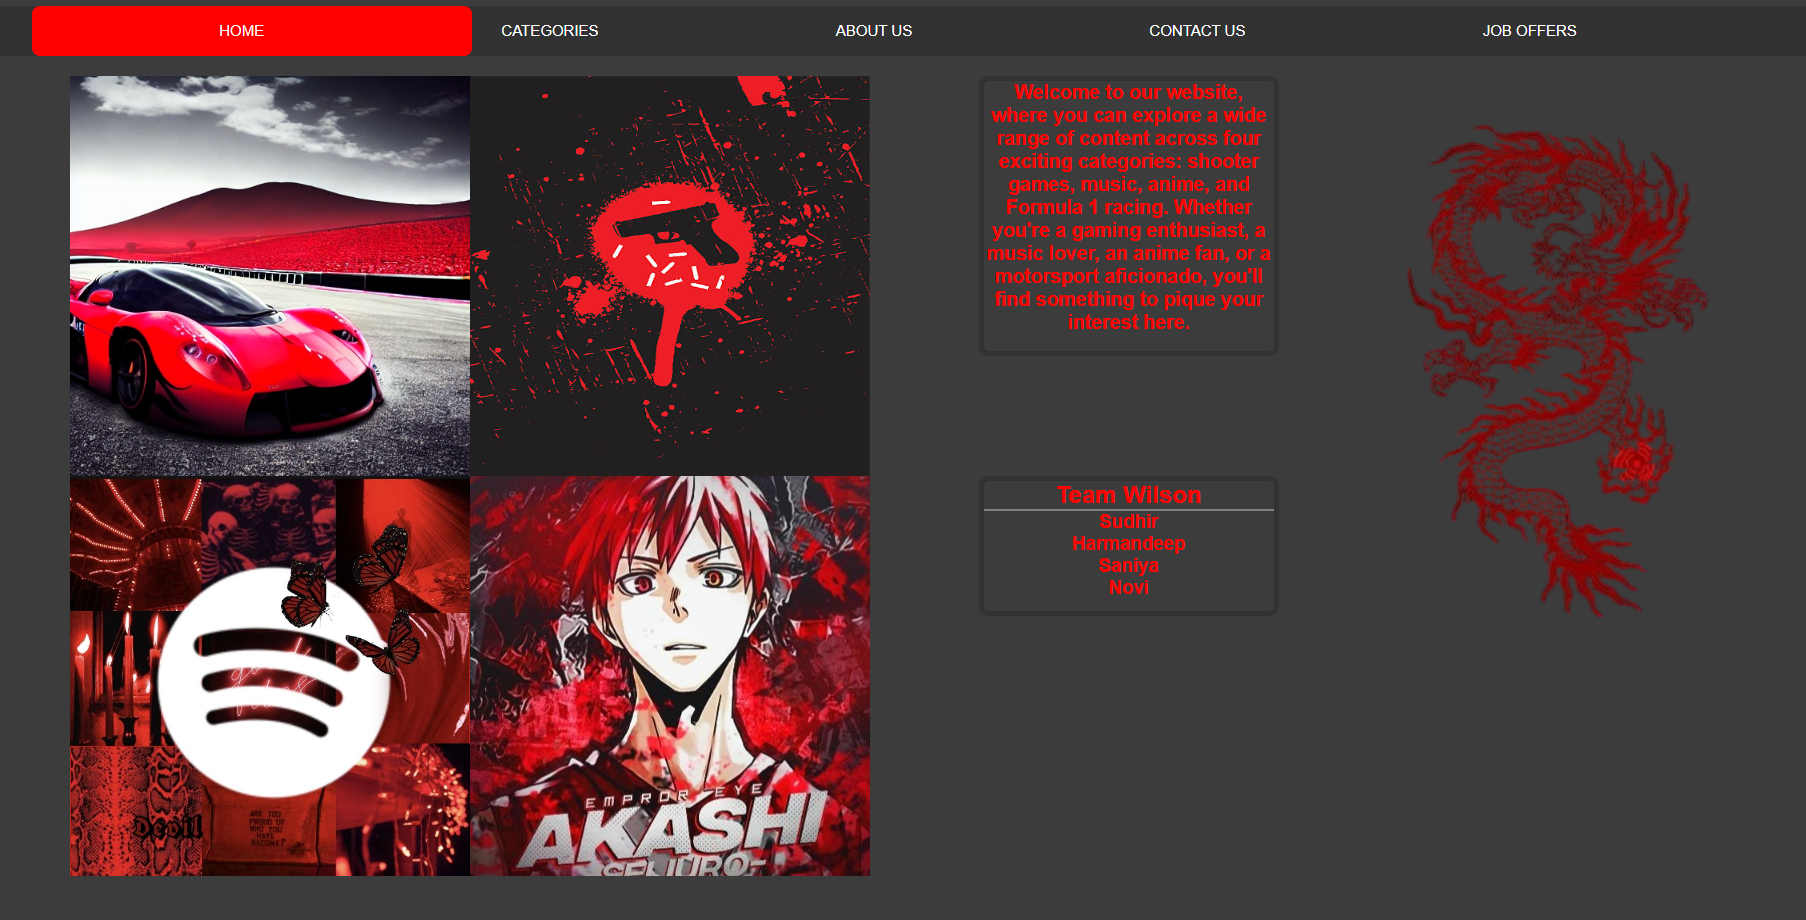 HOME
CATEGORIES
ABOUT US
CONTACT US
JOB OFFERS
Welcome to our website,
where you can explore a wide
range of content across four
exciting categories: shooter
games, music, anime, and
Formula 1 racing. Whether
you're a gaming enthusiast, a
music lover, an anime fan, or a
motorsport aficionado, you'll
find something to pique your
interest here.
Team Wilson
Sudhir
Harmandeep
Saniya
Novi
Devil
ARE YOU
PROUD OF
WHO YOU
HAVE
BECOME?
EMPROR EYE
AKASHI
-SEIJURO-